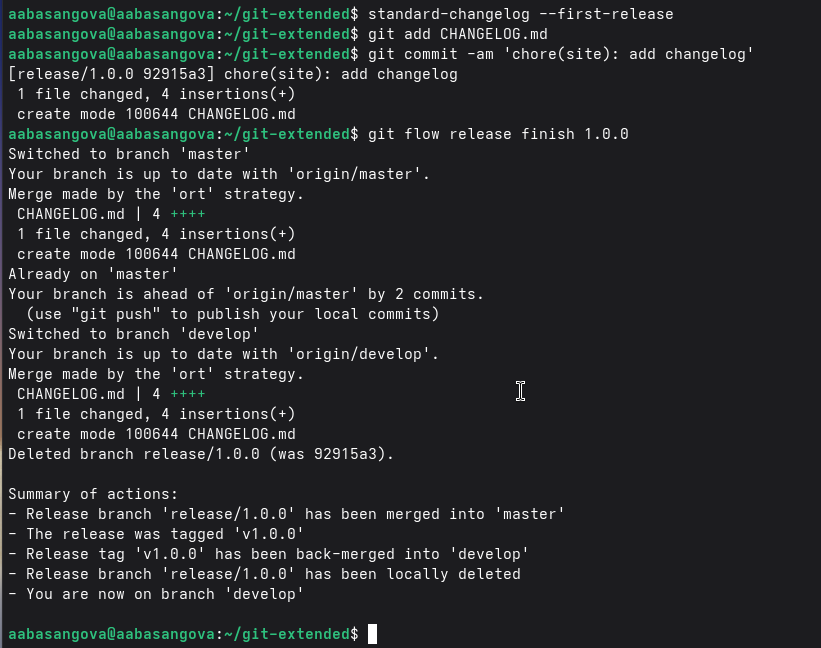 aabasangova@aabasangova:~/git-extended$ standard-changelog --first-release
aabasangova@aabasangova:~/git-extended$ git add CHANGELOG.md
aabasangova@aabasangova:~/git-extended$ git commit -am 'chore(site): add changelog'
[release/1.0.0 92915a3] chore(site): add changelog
 1 file changed, 4 insertions(+)
 create mode 100644 CHANGELOG.md
aabasangova@aabasangova:~/git-extended$ git flow release finish 1.0.0
Switched to branch 'master'
Your branch is up to date with 'origin/master'.
Merge made by the 'ort' strategy.
 CHANGELOG.md | 4 ++++
 1 file changed, 4 insertions(+)
 create mode 100644 CHANGELOG.md
Already on 'master'
Your branch is ahead of 'origin/master' by 2 commits.
  (use "git push" to publish your local commits)
Switched to branch 'develop'
Your branch is up to date with 'origin/develop'.
Merge made by the 'ort' strategy.
 CHANGELOG.md | 4 ++++
 1 file changed, 4 insertions(+)
 create mode 100644 CHANGELOG.md
Deleted branch release/1.0.0 (was 92915a3).

Summary of actions:
- Release branch 'release/1.0.0' has been merged into 'master'
- The release was tagged 'v1.0.0'
- Release tag 'v1.0.0' has been back-merged into 'develop'
- Release branch 'release/1.0.0' has been locally deleted
- You are now on branch 'develop'

aabasangova@aabasangova:~/git-extended$